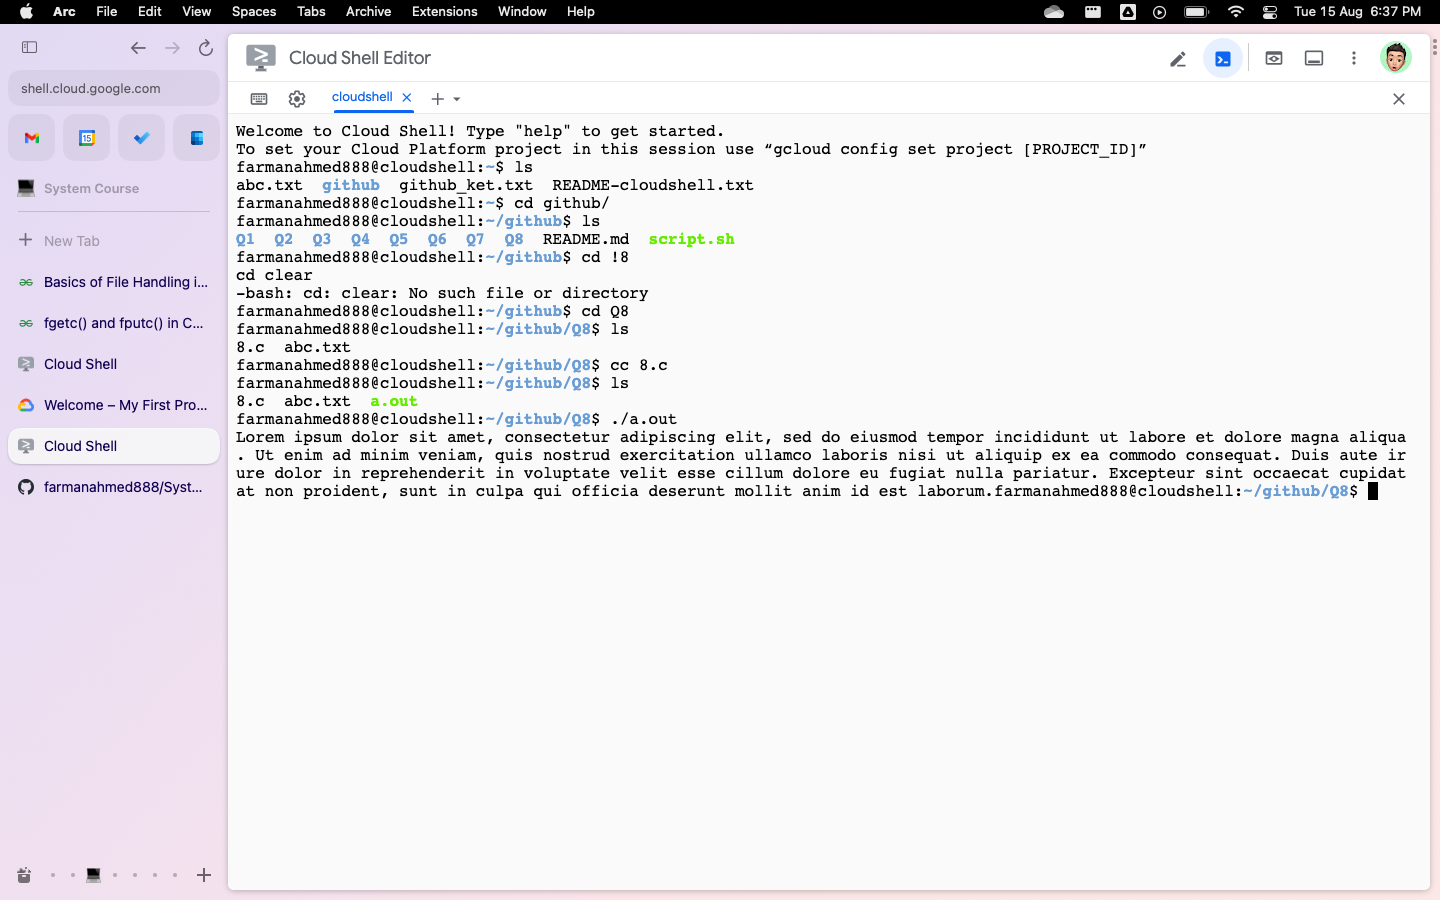 Arc File Edit View Spaces Tabs Archive Extensions Window Help Tue 15 Aug 6:37 PM
shell.cloud.google.com
15
System Course
New Tab
Basics of File Handling i...
fgetc() and fputc() in C...
Cloud Shell
Welcome – My First Pro...
Cloud Shell
farmanahmed888/Syst...
Cloud Shell Editor
cloudshell
Welcome to Cloud Shell! Type "help" to get started.
To set your Cloud Platform project in this session use “gcloud config set project [PROJECT_ID]”
farmanahmed888@cloudshell:~$ ls
abc.txt github github_ket.txt README-cloudshell.txt
farmanahmed888@cloudshell:~$ cd github/
farmanahmed888@cloudshell:~/github$ ls
Q1 Q2 Q3 Q4 Q5 Q6 Q7 Q8 README.md script.sh
farmanahmed888@cloudshell:~/github$ cd !8
cd clear
-bash: cd: clear: No such file or directory
farmanahmed888@cloudshell:~/github$ cd Q8
farmanahmed888@cloudshell:~/github/Q8$ ls
8.c abc.txt
farmanahmed888@cloudshell:~/github/Q8$ cc 8.c
farmanahmed888@cloudshell:~/github/Q8$ ls
8.c abc.txt a.out
farmanahmed888@cloudshell:~/github/Q8$ ./a.out
Lorem ipsum dolor sit amet, consectetur adipiscing elit, sed do eiusmod tempor incididunt ut labore et dolore magna aliqua
. Ut enim ad minim veniam, quis nostrud exercitation ullamco laboris nisi ut aliquip ex ea commodo consequat. Duis aute ir
ure dolor in reprehenderit in voluptate velit esse cillum dolore eu fugiat nulla pariatur. Excepteur sint occaecat cupidat
at non proident, sunt in culpa qui officia deserunt mollit anim id est laborum.farmanahmed888@cloudshell:~/github/Q8$